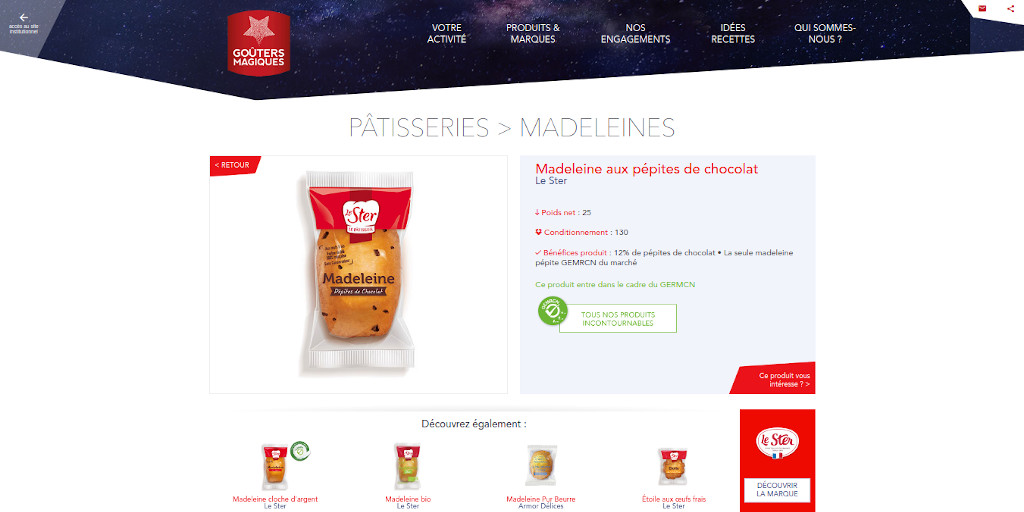 accès au site
institutionnel
GOÛTERS
MAGIQUES
VOTRE
ACTIVITÉ
PRODUITS &
MARQUES
NOS
ENGAGEMENTS
IDÉES
RECETTES
QUI SOMMES-
NOUS ?
PÂTISSERIES > MADELEINES
< RETOUR
Le Ster
Le pâtissier
Madeleine
Pépites de Chocolat
Madeleine aux pépites de chocolat
Le Ster
Poids net : 25
Conditionnement : 130
Bénéfices produit : 12% de pépites de chocolat • La seule madeleine
pépite GEMRCN du marché
Ce produit entre dans le cadre du GERMCN
GEMRCN
TOUS NOS PRODUITS
INCONTOURNABLES
Ce produit vous
intéresse ? >
Découvrez également :
Madeleine cloche d'argent
Le Ster
Madeleine bio
Le Ster
Madeleine Pur Beurre
Armor Délices
Étoile aux œufs frais
Le Ster
Le Ster
DÉCOUVRIR
LA MARQUE